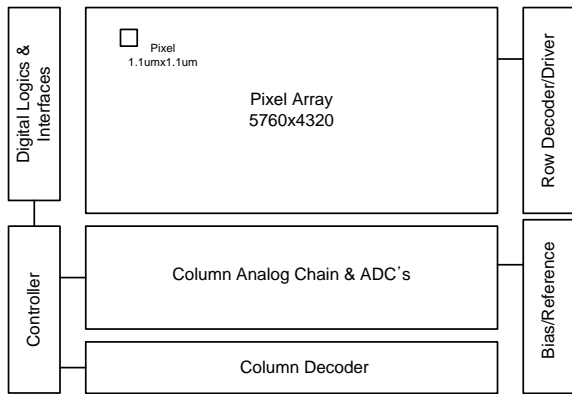 Digital Logics &
Interfaces
Pixel
1.1umx1.1um
Pixel Array
5760x4320
Row Decoder/Driver
Controller
Column Analog Chain & ADC's
Bias/Reference
Column Decoder